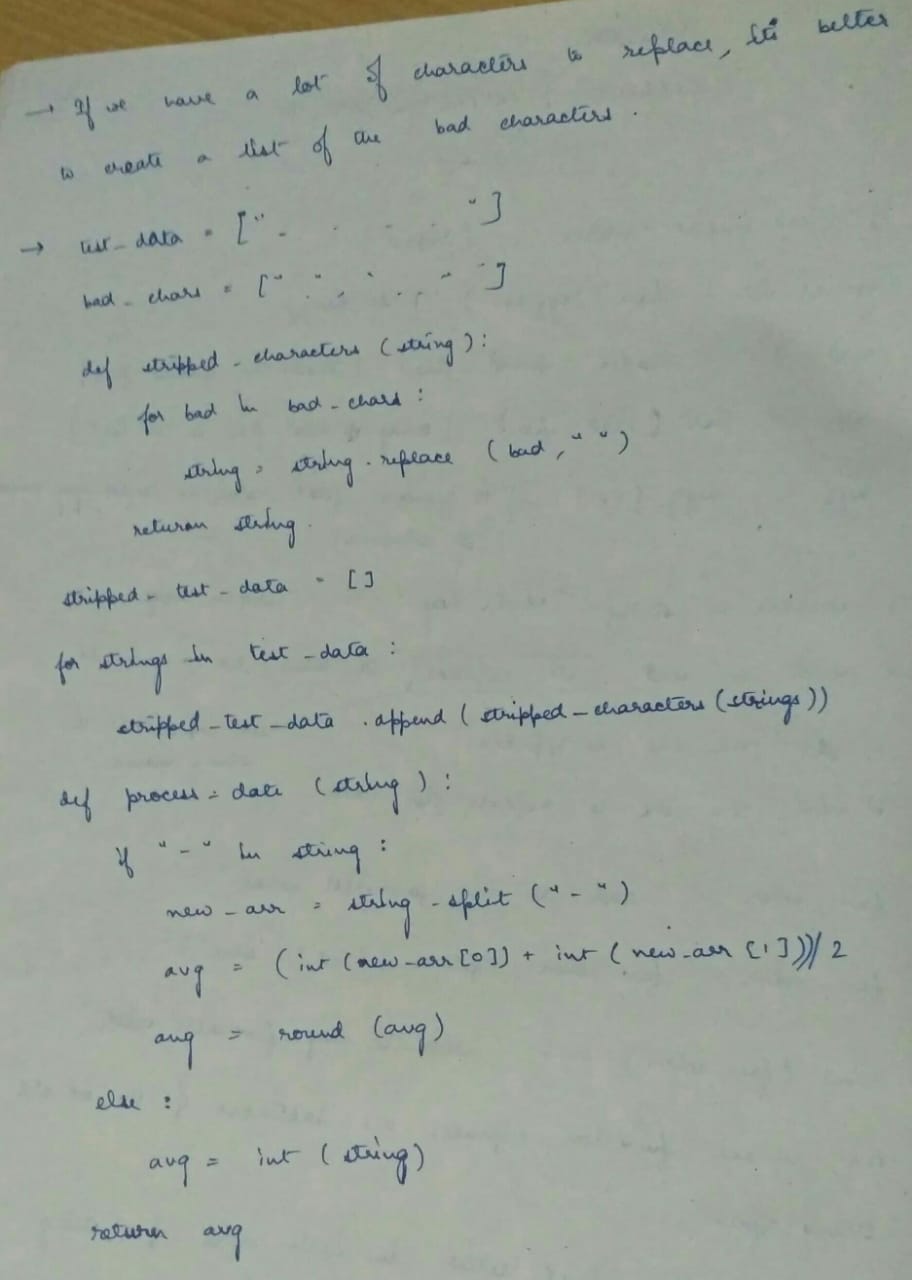 → If we have a lot of characters to replace, its better
to create a list of the bad characters.
→ test_data = [" - . . . "]
bad_chars = [" " . " , " . . " " ]
def stripped_characters (string):
for bad in bad_chars :
string = string.replace (bad, " ")
return string.
stripped_test_data = []
for strings in test_data :
stripped_test_data .append ( stripped_characters (strings))
def process_date (string) :
if "-" in string :
new_arr = string.split ("-")
avg = (int (new_arr [0]) + int (new_arr [1]))/2
avg = round (avg)
else :
avg = int (string)
return avg